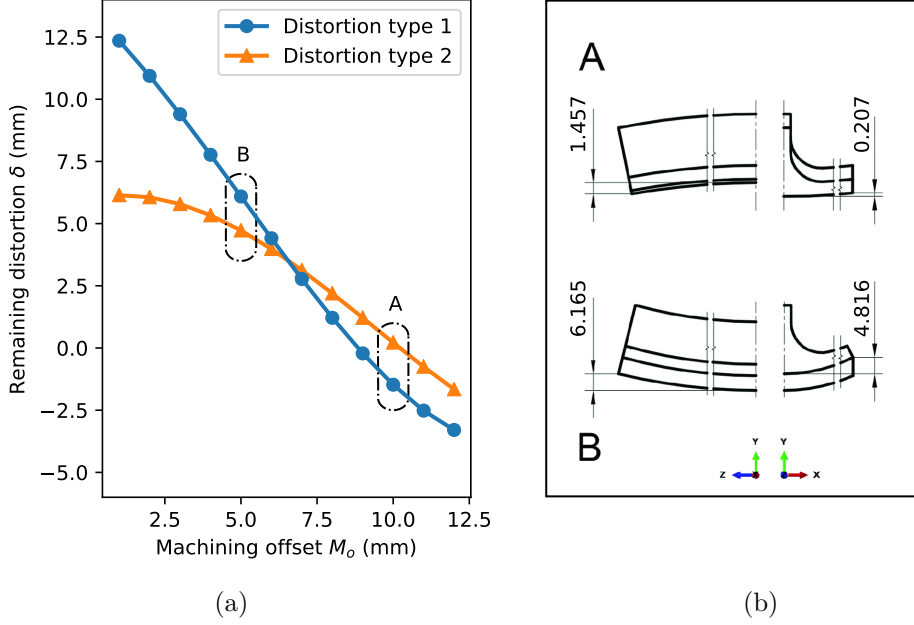 Distortion type 1
Distortion type 2
12.5
10.0
7.5
5.0
2.5
0.0
−2.5
−5.0
Remaining distortion δ (mm)
B
A
2.5
5.0
7.5
10.0
12.5
Machining offset Mₒ (mm)
(a)
A
1.457
0.207
6.165
4.816
B
Y
Z
Y
X
(b)